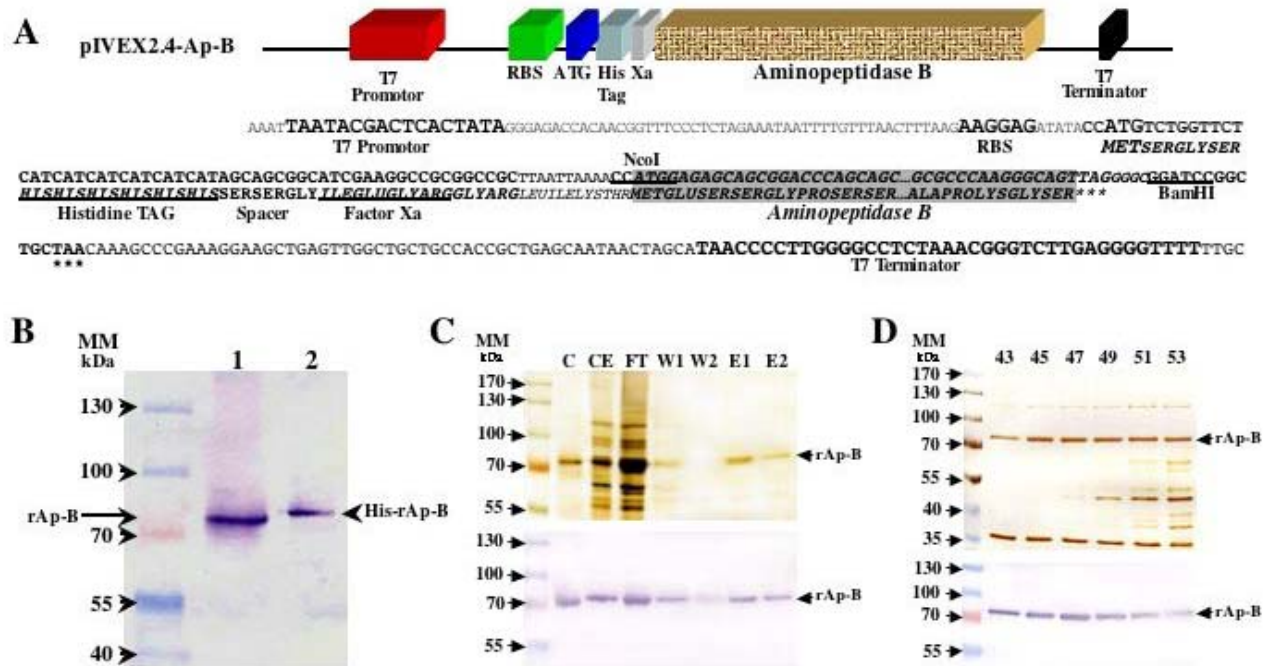 A
pIVEX2.4-Ap-B
T7 Promotor
RBS
ATG
His Tag
Xa
Aminopeptidase B
T7 Terminator
AAATTAATACGACTCACTATAGGGAGACCACAACGGTTTCCCTCTAGAAATAATTTTGTTTAACTTTAAGAAGGAGATATACCATGTCTGGTTCT
T7 Promotor
RBS
METSERGLYSER
NcoI
CATCATCATCATCATCATAGCAGCGGCATCGAAGGCCGCGGCCGCTTAATTAAAACCATGGAGAGCAGCGGACCCAGCAGC..GCGCCCAAGGGCAGTTAGGGGCGGATCCGGC
HISHISHISHISHISHISSERSERGLYILEGLUGLYARGGLYARGLEUILELYSTHRMETGLUSERSERGLYPROSERSER..ALAPROLYSGLYSER***
BamHI
Histidine TAG
Spacer
Factor Xa
Aminopeptidase B
TGCTAACAAAGCCCGAAAGGAAGCTGAGTTGGCTGCTGCCACCGCTGAGCAATAACTAGCATAACCCCTTGGGGCCTCTAAACGGGTCTTGAGGGGTTTTTTGC
***
T7 Terminator
B
MM
kDa
1
2
130
100
70
55
40
rAp-B
His-rAp-B
C
MM
kDa
C CE FT W1 W2 E1 E2
170
130
100
70
55
rAp-B
130
100
70
55
rAp-B
D
MM
kDa
43 45 47 49 51 53
170
130
100
70
55
40
35
rAp-B
130
100
70
55
rAp-B